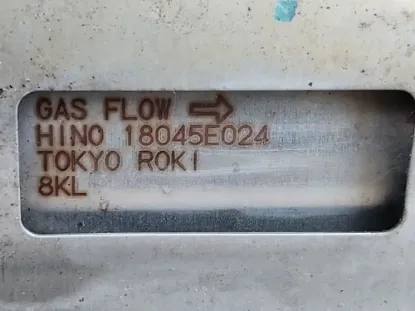 GAS FLOW ⇨
HINO 18045E024
TOKYO ROKI
8KL